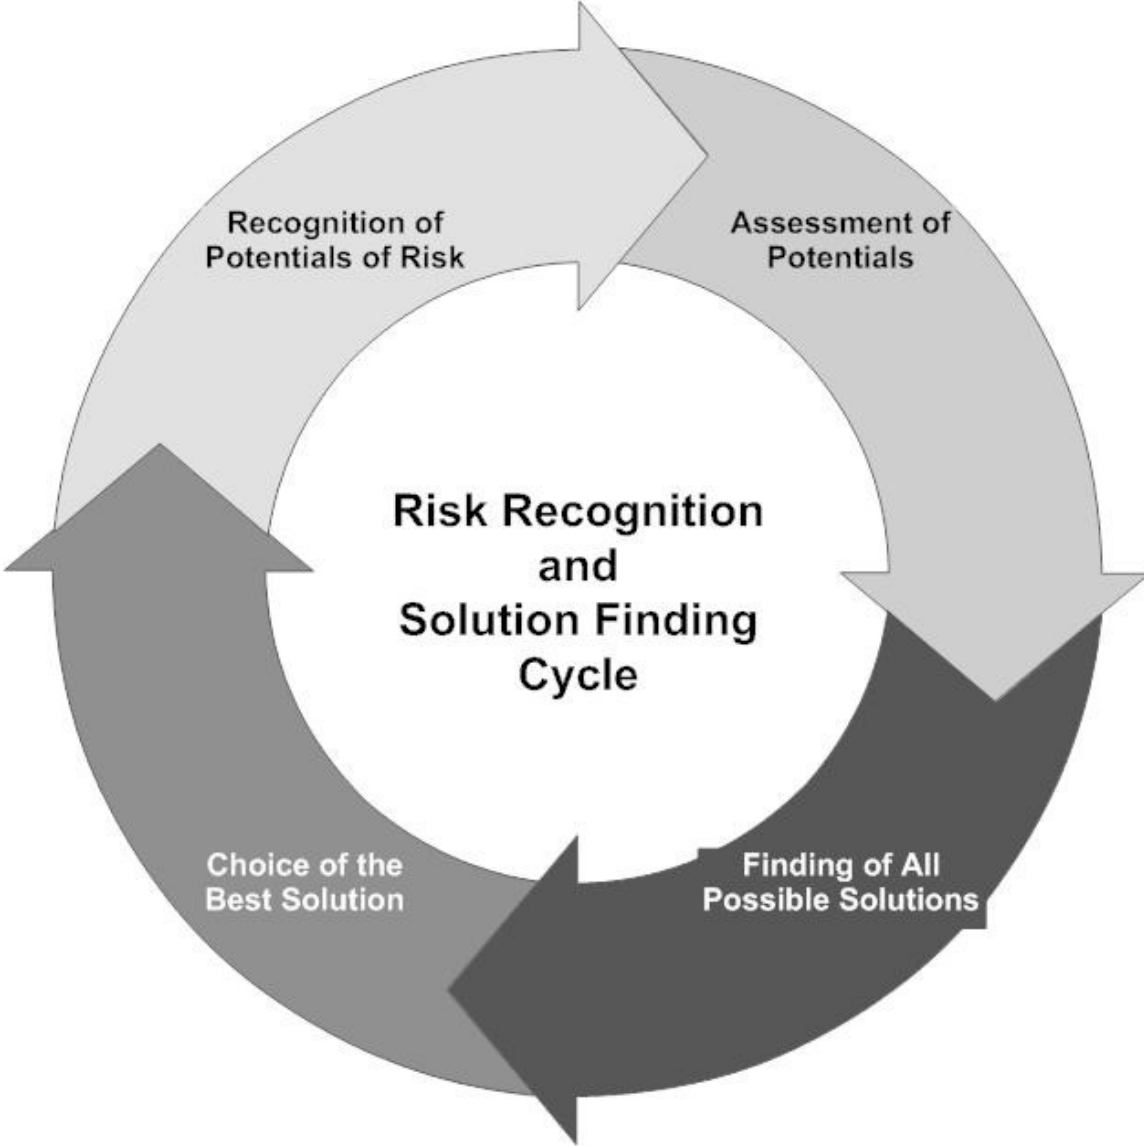 Recognition of
Potentials of Risk
Assessment of
Potentials
Risk Recognition
and
Solution Finding
Cycle
Choice of the
Best Solution
Finding of All
Possible Solutions